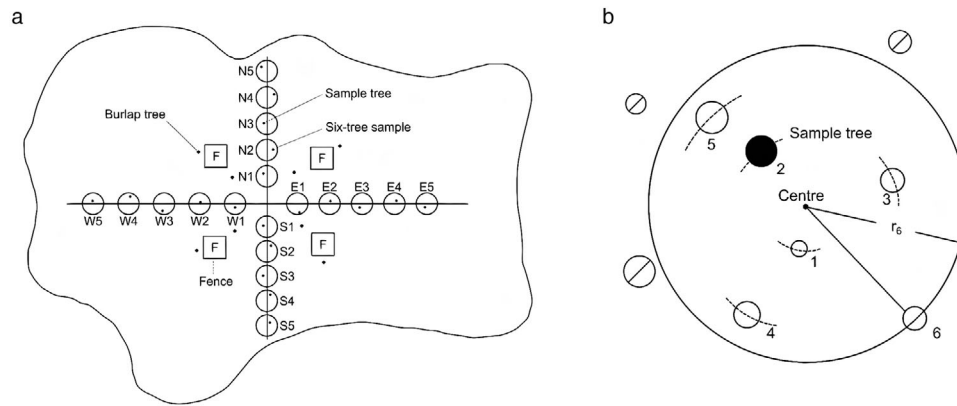 a
b
N5
N4
N3
N2
N1
Sample tree
Burlap tree
Six-tree sample
F
F
E1 E2 E3 E4 E5
W5 W4 W3 W2 W1
S1
F
F
S2
Fence
S3
S4
S5
5
Sample tree
2
3
Centre
r6
1
4
6